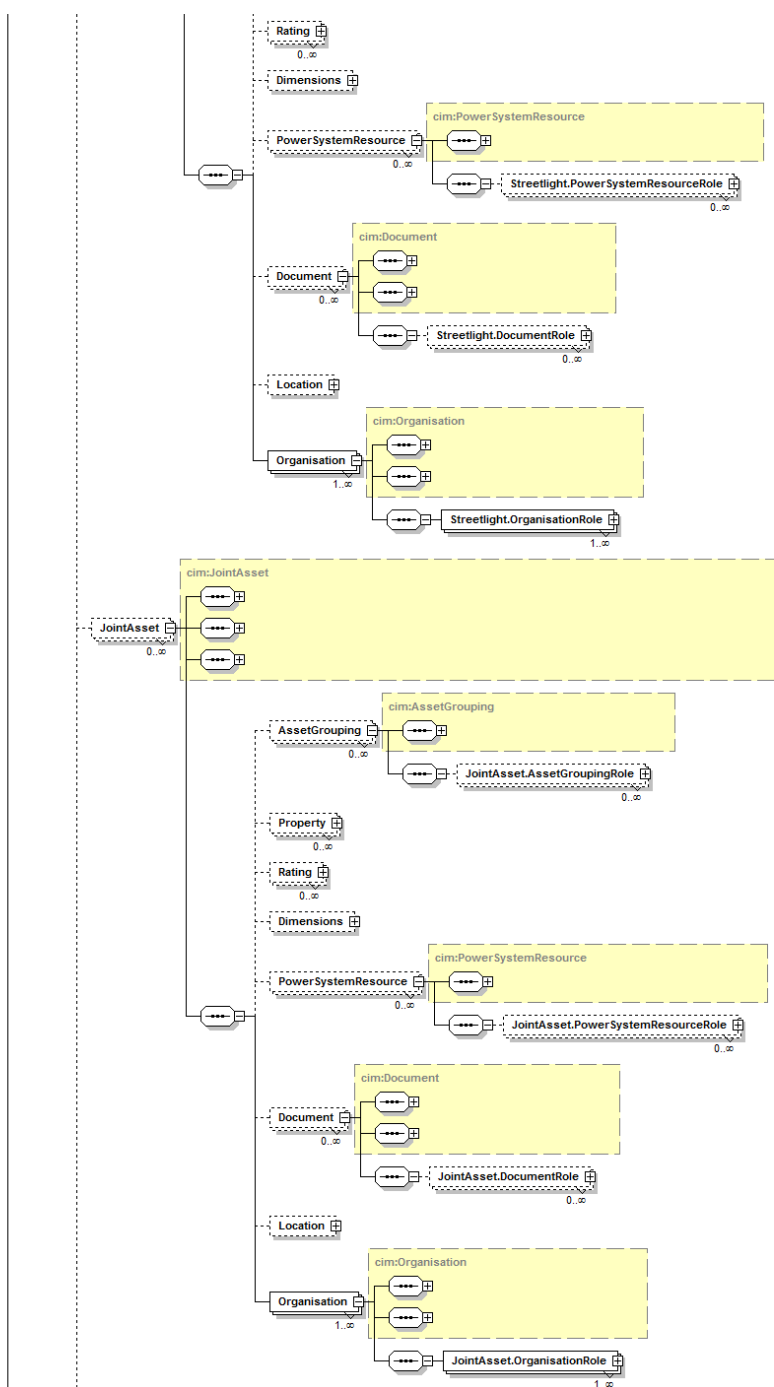 Rating
0..∞
Dimensions
cim:PowerSystemResource
PowerSystemResource
0..∞
Streetlight.PowerSystemResourceRole
0..∞
cim:Document
Document
0..∞
Streetlight.DocumentRole
0..∞
Location
cim:Organisation
Organisation
1..∞
Streetlight.OrganisationRole
1..∞
cim:JointAsset
JointAsset
0..∞
cim:AssetGrouping
AssetGrouping
0..∞
JointAsset.AssetGroupingRole
0..∞
Property
0..∞
Rating
0..∞
Dimensions
cim:PowerSystemResource
PowerSystemResource
0..∞
JointAsset.PowerSystemResourceRole
0..∞
cim:Document
Document
0..∞
JointAsset.DocumentRole
0..∞
Location
cim:Organisation
Organisation
1..∞
JointAsset.OrganisationRole
1..∞